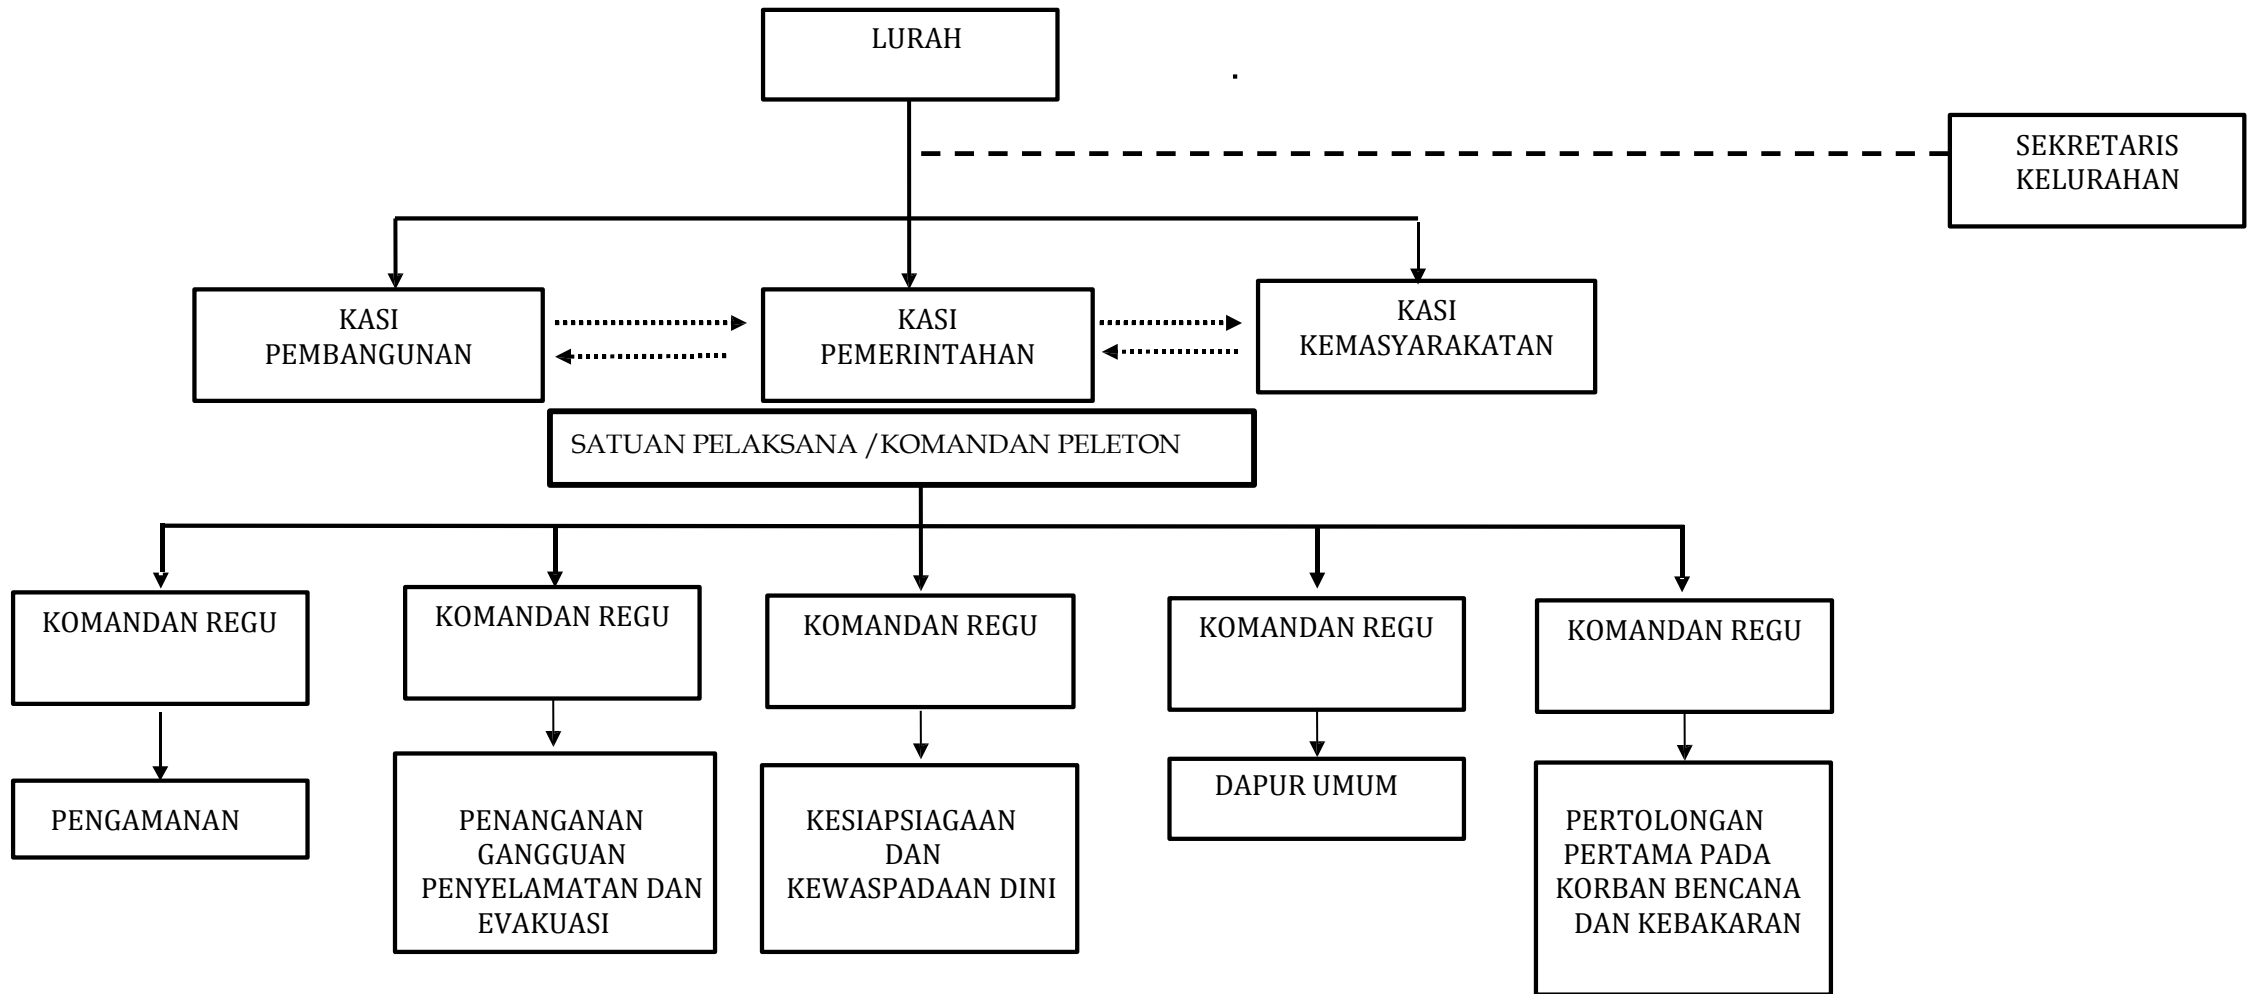 LURAH
SEKRETARIS
KELURAHAN
KASI
PEMBANGUNAN
KASI
PEMERINTAHAN
KASI
KEMASYARAKATAN
SATUAN PELAKSANA /KOMANDAN PELETON
KOMANDAN REGU
KOMANDAN REGU
KOMANDAN REGU
KOMANDAN REGU
KOMANDAN REGU
PENGAMANAN
PENANGANAN
GANGGUAN
PENYELAMATAN DAN
EVAKUASI
KESIAPSIAGAAN
DAN
KEWASPADAAN DINI
DAPUR UMUM
PERTOLONGAN
PERTAMA PADA
KORBAN BENCANA
DAN KEBAKARAN